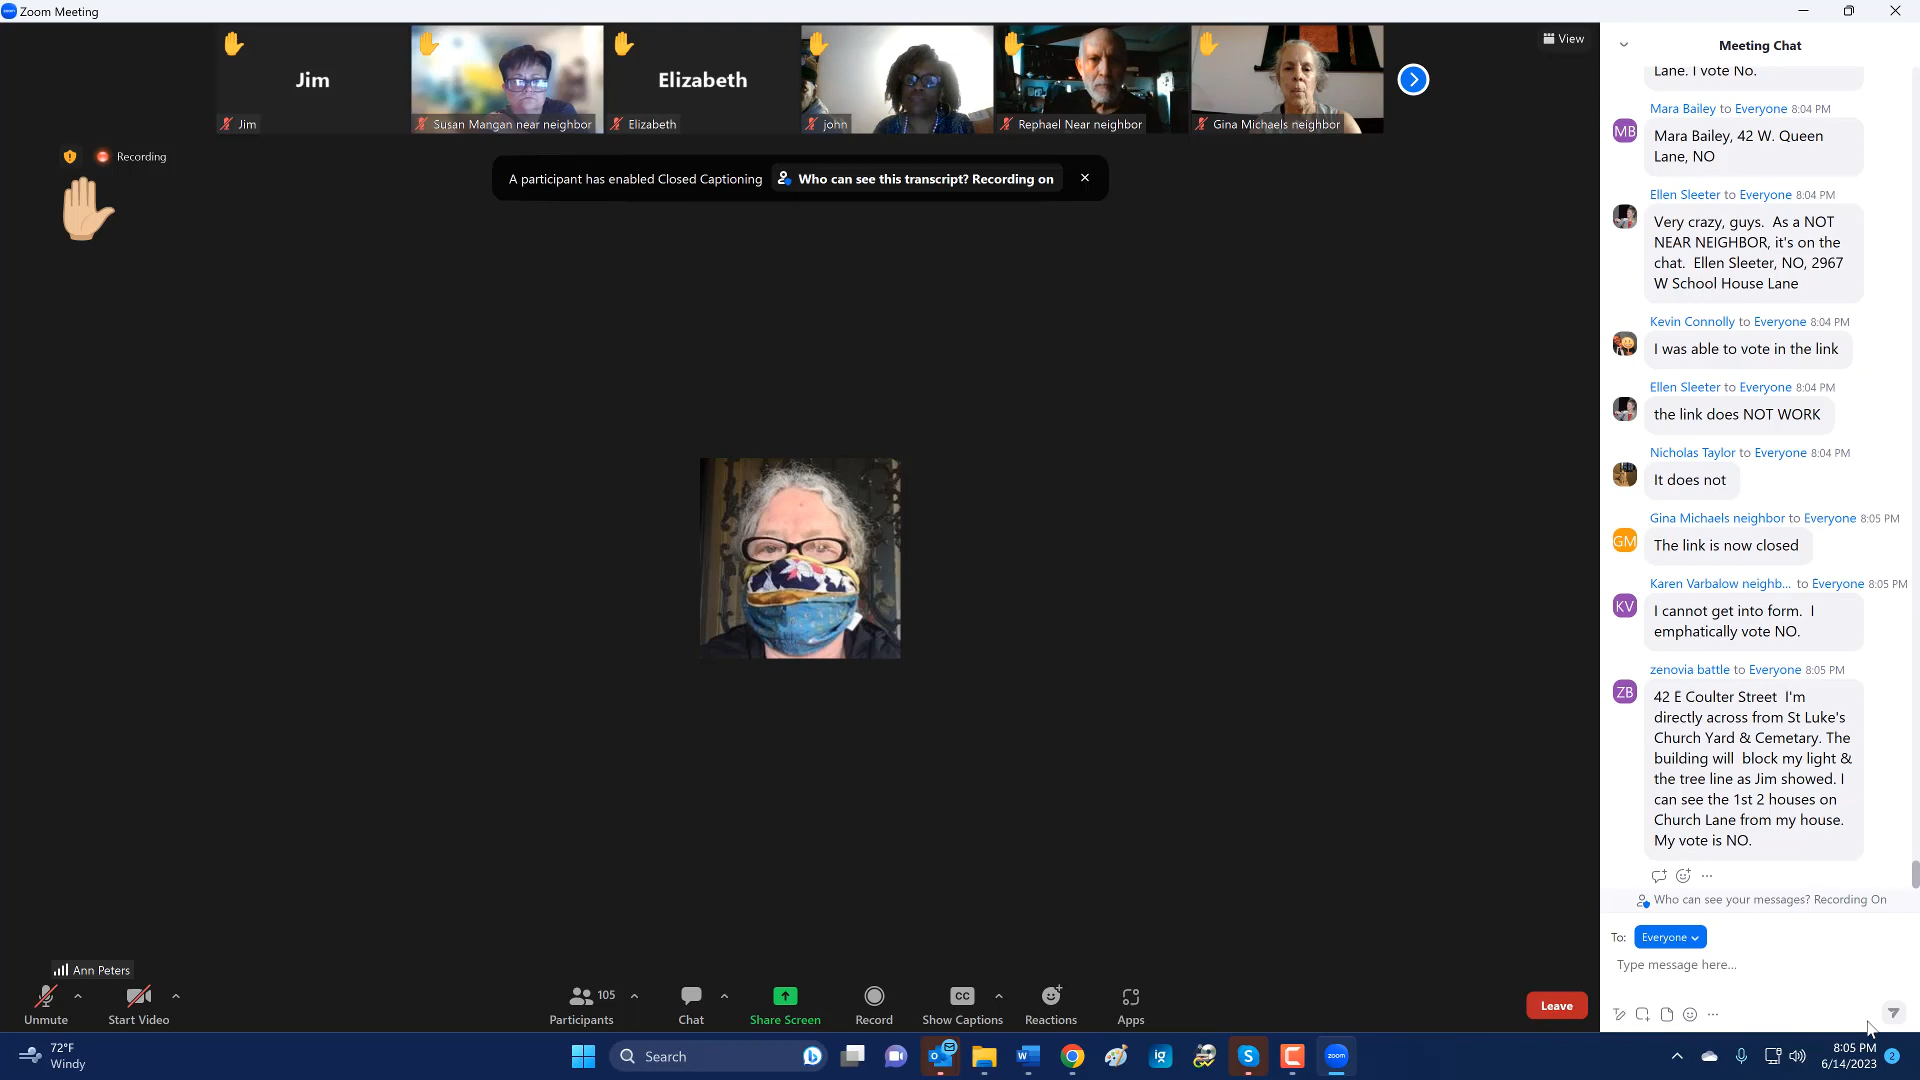 Zoom Meeting
Jim
Jim
Susan Mangan near neighbor
Elizabeth
Elizabeth
john
Rephael Near neighbor
Gina Michaels neighbor
View
Recording
A participant has enabled Closed Captioning
Who can see this transcript? Recording on
Meeting Chat
Lane. I vote No.
Mara Bailey to Everyone 8:04 PM
MB
Mara Bailey, 42 W. Queen
Lane, NO
Ellen Sleeter to Everyone 8:04 PM
Very crazy, guys.  As a NOT
NEAR NEIGHBOR, it's on the
chat.  Ellen Sleeter, NO, 2967
W School House Lane
Kevin Connolly to Everyone 8:04 PM
I was able to vote in the link
Ellen Sleeter to Everyone 8:04 PM
the link does NOT WORK
Nicholas Taylor to Everyone 8:04 PM
It does not
Gina Michaels neighbor to Everyone 8:05 PM
GM
The link is now closed
Karen Varbalow neighb... to Everyone 8:05 PM
KV
I cannot get into form.  I
emphatically vote NO.
zenovia battle to Everyone 8:05 PM
ZB
42 E Coulter Street  I'm
directly across from St Luke's
Church Yard & Cemetary. The
building will  block my light &
the tree line as Jim showed. I
can see the 1st 2 houses on
Church Lane from my house.
My vote is NO.
Who can see your messages? Recording On
To: Everyone
Type message here...
Ann Peters
Unmute
Start Video
105
Participants
Chat
Share Screen
Record
CC
Show Captions
Reactions
Apps
Leave
72°F
Windy
Search
zoom
8:05 PM
6/14/2023
2